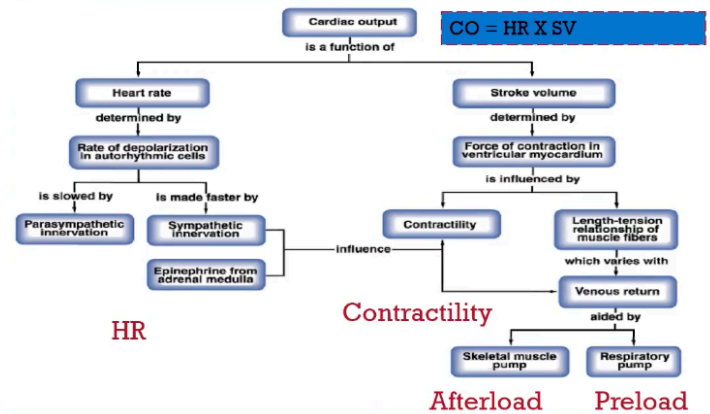 Cardiac output
CO = HR X SV
is a function of
Heart rate
Stroke volume
determined by
determined by
Rate of depolarization
in autorhythmic cells
Force of contraction in
ventricular myocardium
is influenced by
is slowed by
is made faster by
Parasympathetic
innervation
Sympathetic
innervation
Contractility
Length-tension
relationship of
muscle fibers
influence
which varies with
Epinephrine from
adrenal medulla
Venous return
Contractility
aided by
HR
Skeletal muscle
pump
Respiratory
pump
Afterload
Preload